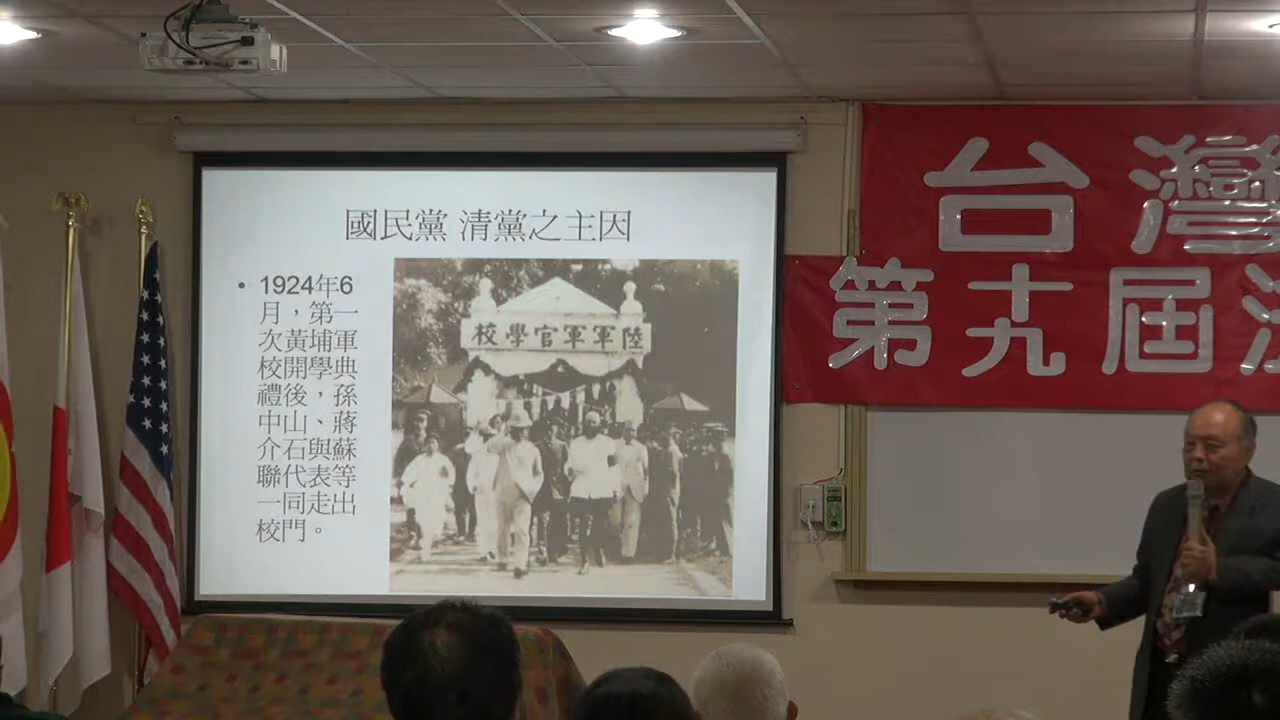 國民黨 清黨之主因
• 1924年6
月，第一
次黃埔軍
校開學典
禮後，孫
中山、蔣
介石與蘇
聯代表等
一同走出
校門。
校學官軍軍陸
台灣
第十九屆